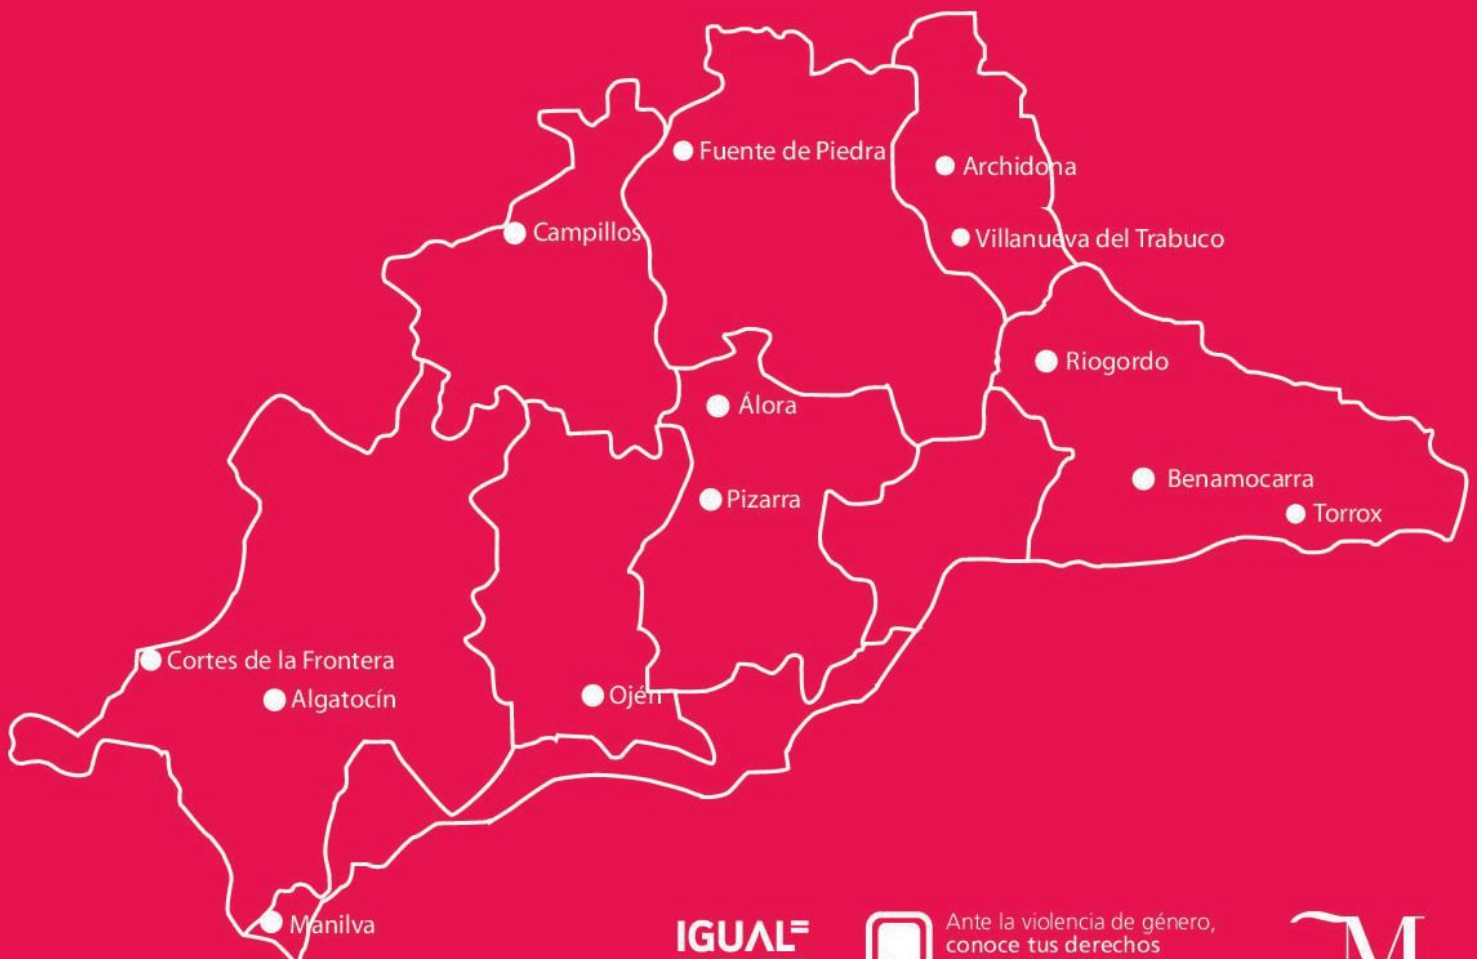 Fuente de Piedra
Archidona
Campillos
Villanueva del Trabuco
Riogordo
Álora
Benamocarra
Pizarra
Torrox
Cortes de la Frontera
Algatocín
Ojén
Manilva
IGUAL=
Ante la violencia de género,
conoce tus derechos
M